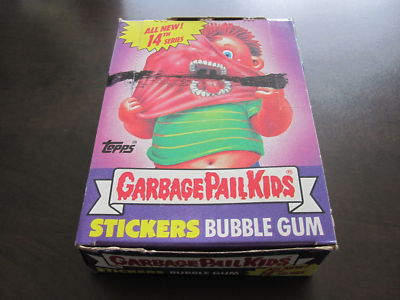 ALL NEW!
14TH SERIES
topps®
GARBAGE PAIL KIDS®
STICKERS BUBBLE GUM
GARBAGE PAIL KIDS
STICKERS BUBBLE GUM